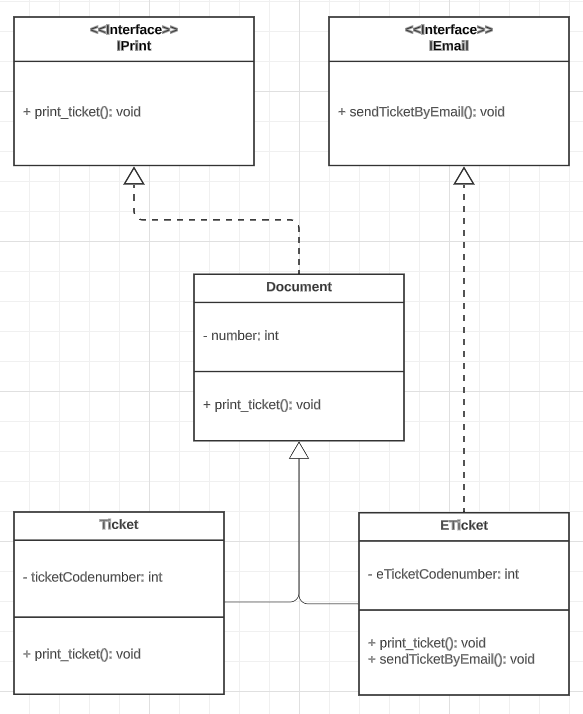 <<Interface>>
IPrint
+ print_ticket(): void
<<Interface>>
IEmail
+ sendTicketByEmail(): void
Document
- number: int
+ print_ticket(): void
Ticket
- ticketCodenumber: int
+ print_ticket(): void
ETicket
- eTicketCodenumber: int
+ print_ticket(): void
+ sendTicketByEmail(): void